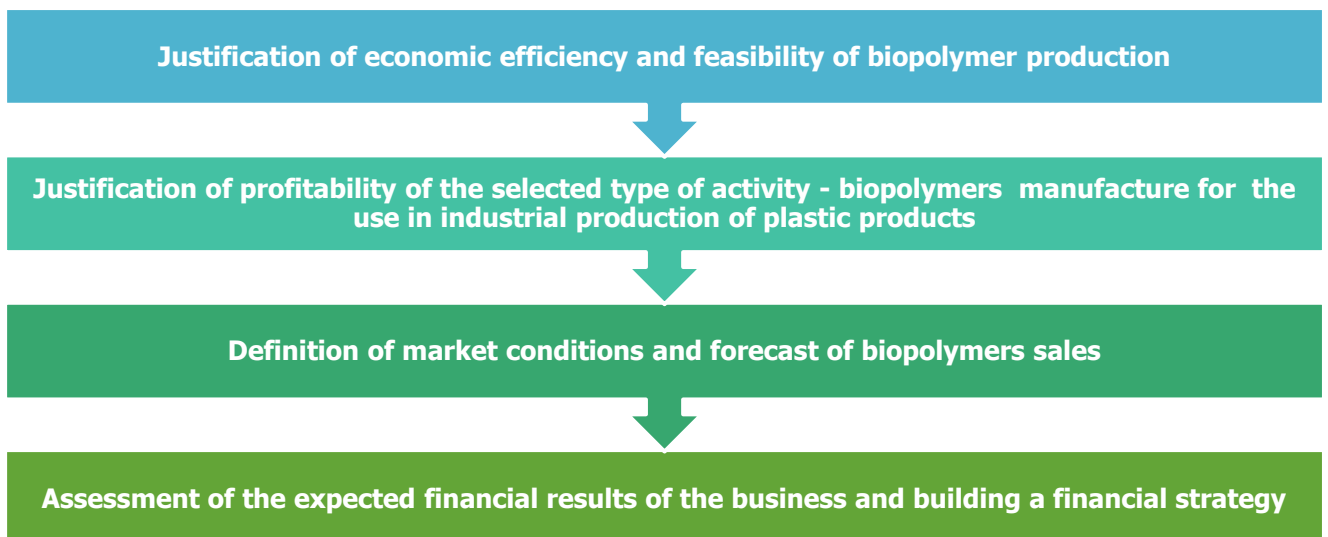 Justification of economic efficiency and feasibility of biopolymer production
Justification of profitability of the selected type of activity - biopolymers manufacture for the
use in industrial production of plastic products
Definition of market conditions and forecast of biopolymers sales
Assessment of the expected financial results of the business and building a financial strategy